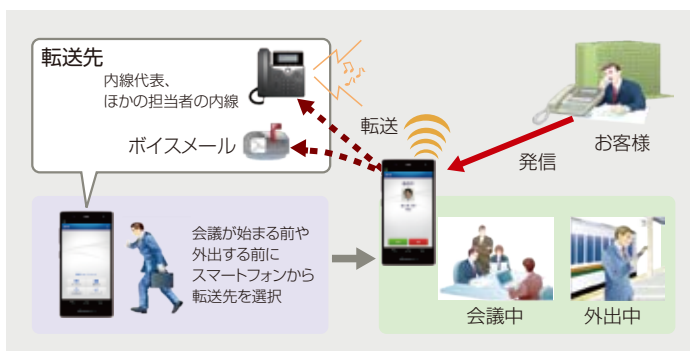 転送先
内線代表、
ほかの担当者の内線
ボイスメール
転送
発信
お客様
会議が始まる前や
外出する前に
スマートフォンから
転送先を選択
会議中
外出中